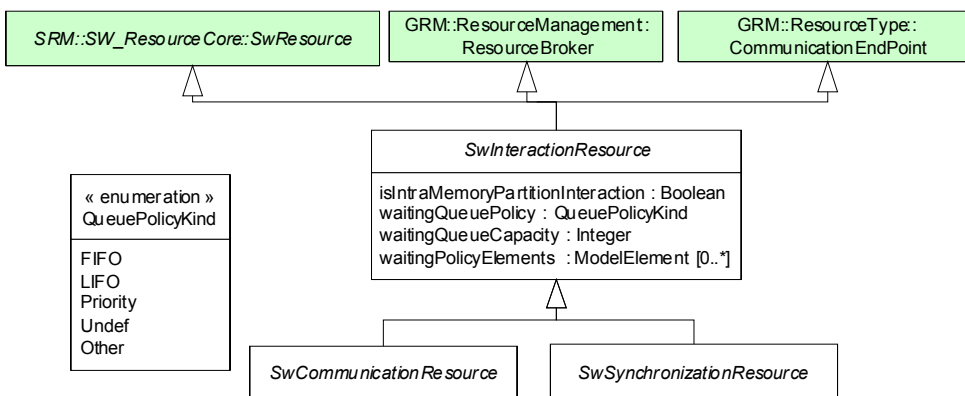 SRM::SW_ResourceCore::SwResource
GRM::ResourceManagement:
ResourceBroker
GRM::ResourceType::
CommunicationEndPoint
SwInteractionResource
isIntraMemoryPartitionInteraction : Boolean
waitingQueuePolicy : QueuePolicyKind
waitingQueueCapacity : Integer
waitingPolicyElements : ModelElement [0..*]
« enumeration »
QueuePolicyKind
FIFO
LIFO
Priority
Undef
Other
SwCommunicationResource
SwSynchronizationResource